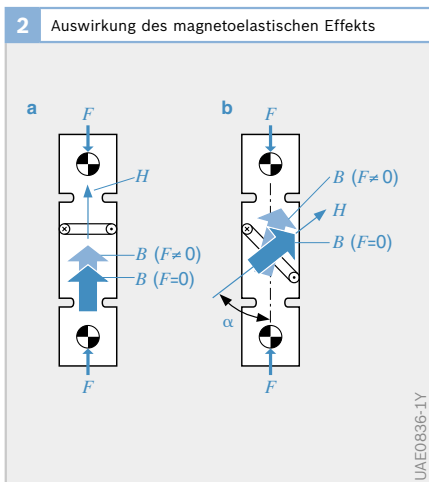 2 Auswirkung des magnetoelastischen Effekts
a
b
F
F
H
B (F≠0)
B (F=0)
B (F≠0)
H
B (F=0)
α
F
F
UAE0836-1Y